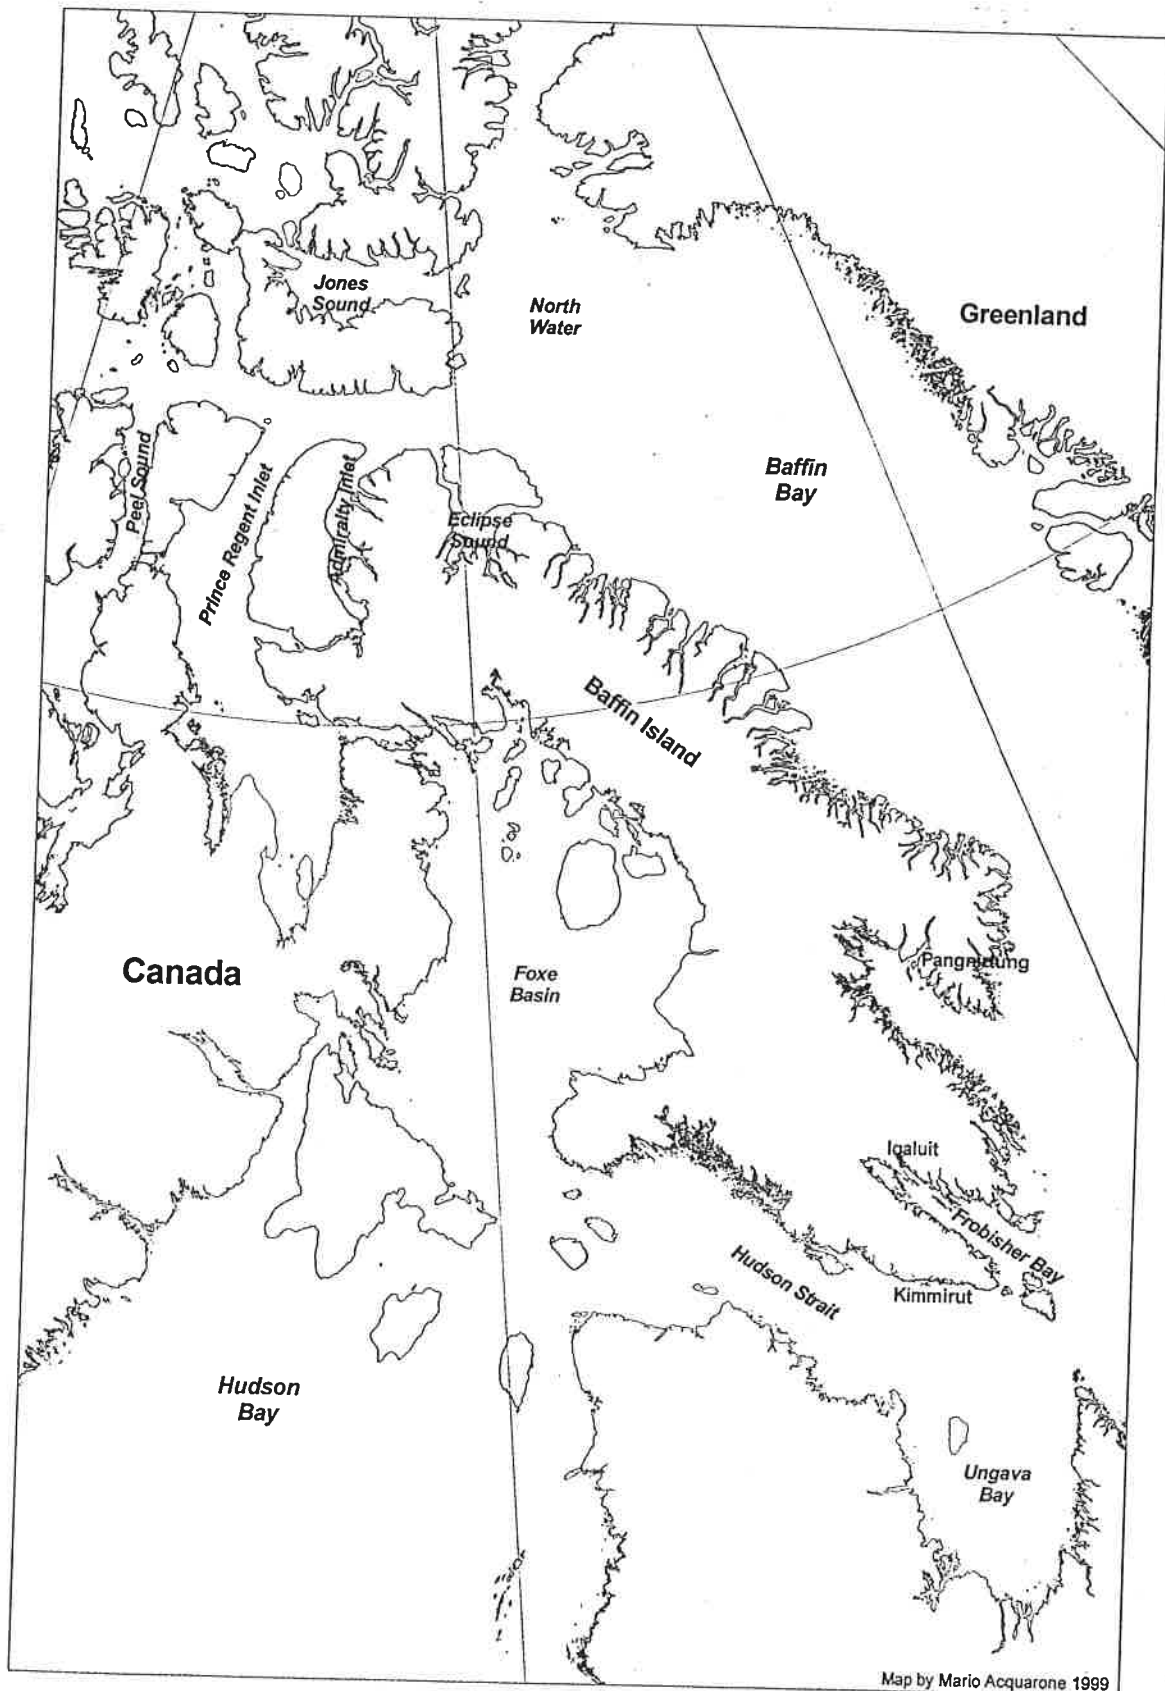 Jones
Sound
North
Water
Greenland
Peel Sound
Prince Regent Inlet
Admiralty Inlet
Eclipse
Sound
Baffin
Bay
Baffin Island
Canada
Foxe
Basin
Pangnirtung
Iqaluit
Frobisher Bay
Hudson Strait
Kimmirut
Hudson
Bay
Ungava
Bay
Map by Mario Acquarone 1999